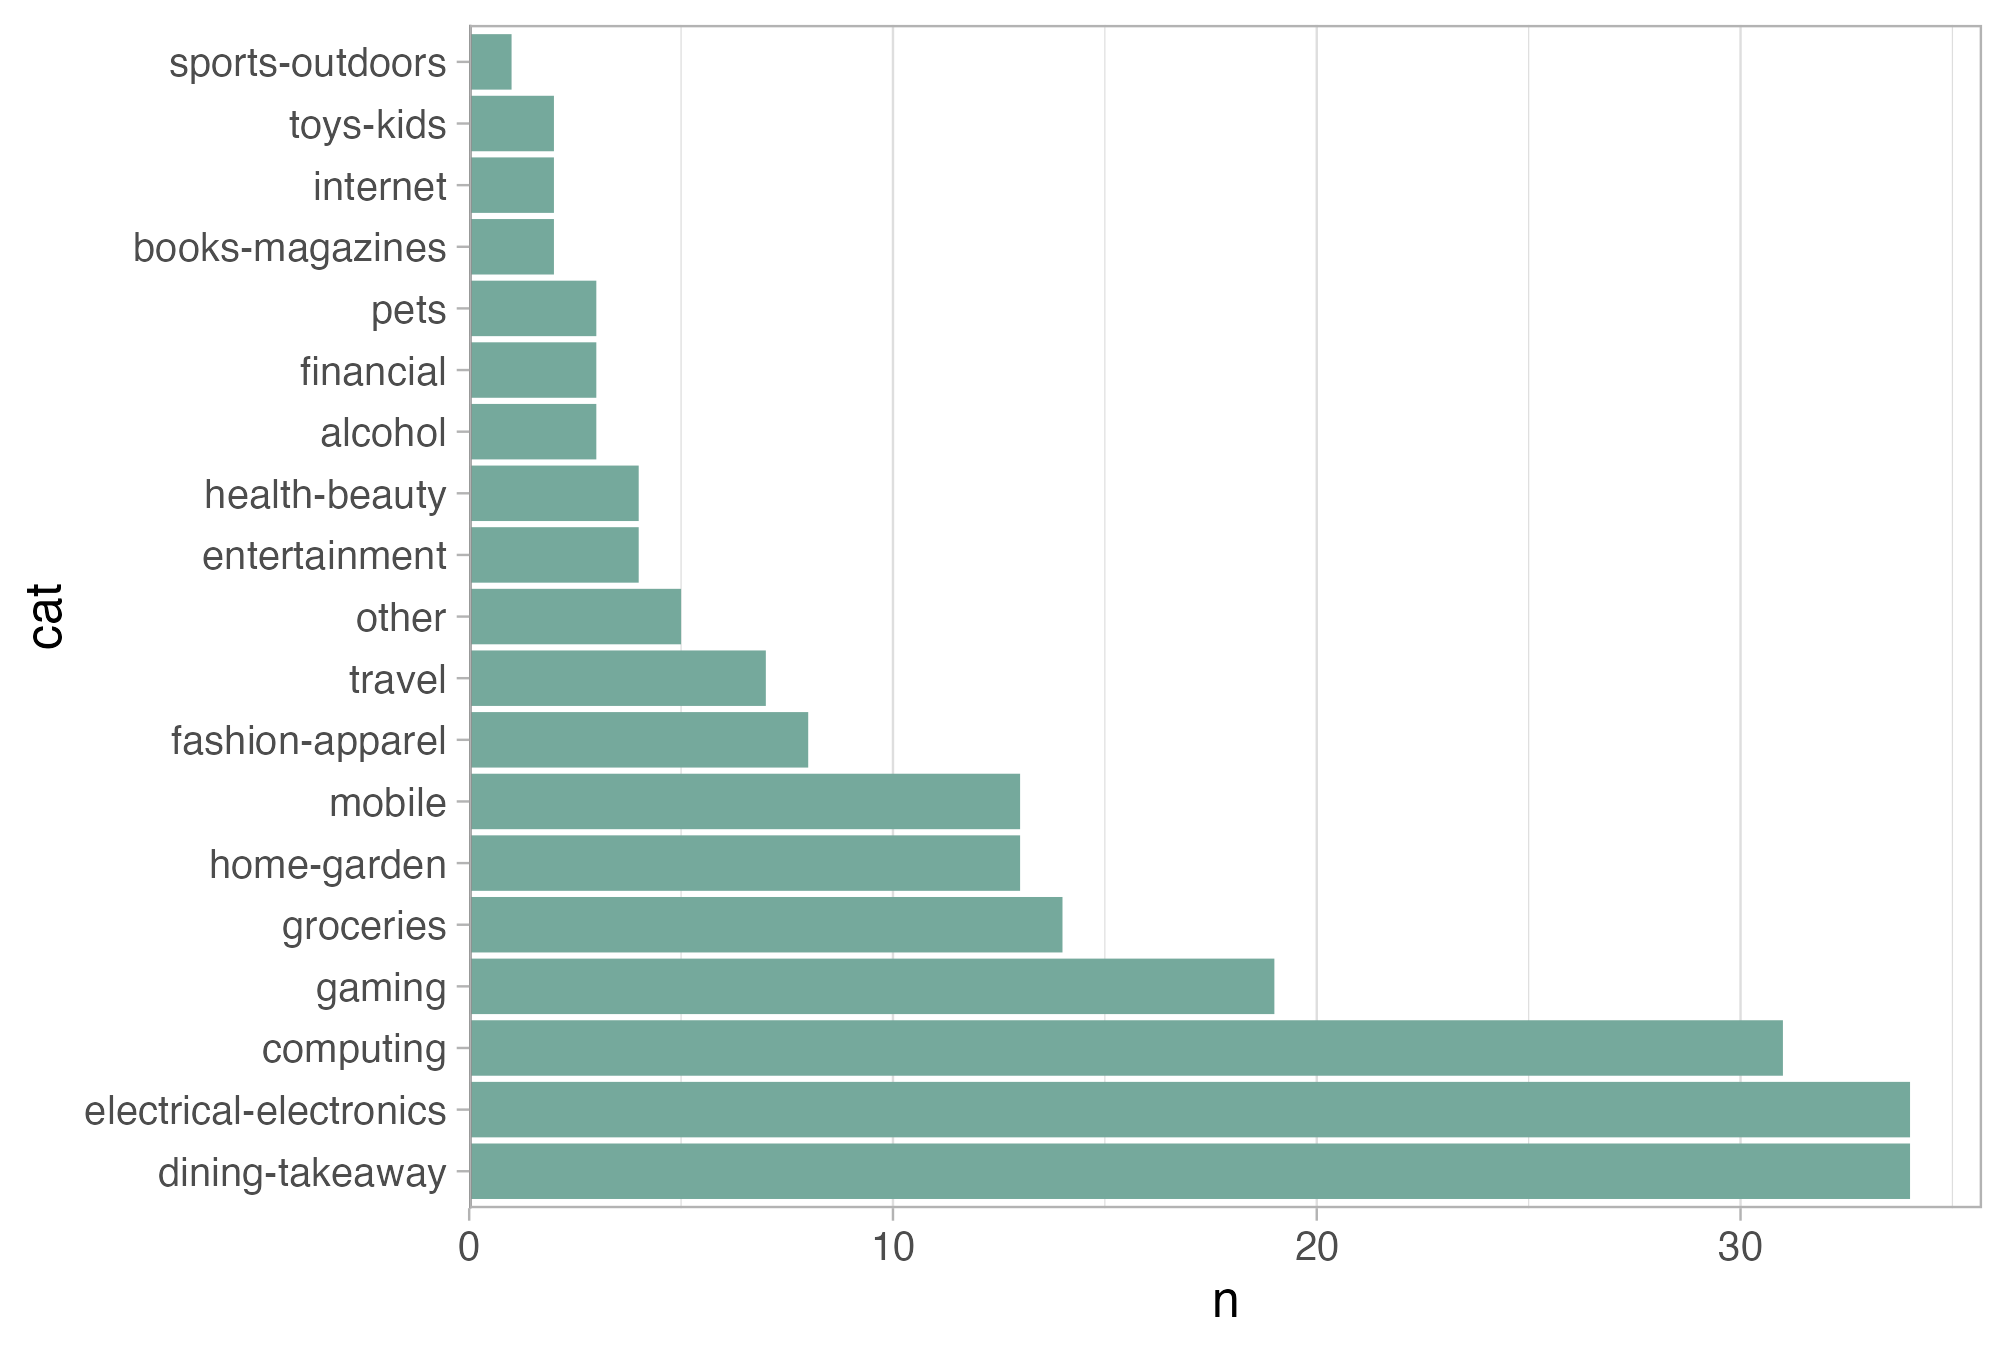 sports-outdoors
toys-kids
internet
books-magazines
pets
financial
alcohol
health-beauty
entertainment
other
travel
fashion-apparel
mobile
home-garden
groceries
gaming
computing
electrical-electronics
dining-takeaway
cat
0 10 20 30
n